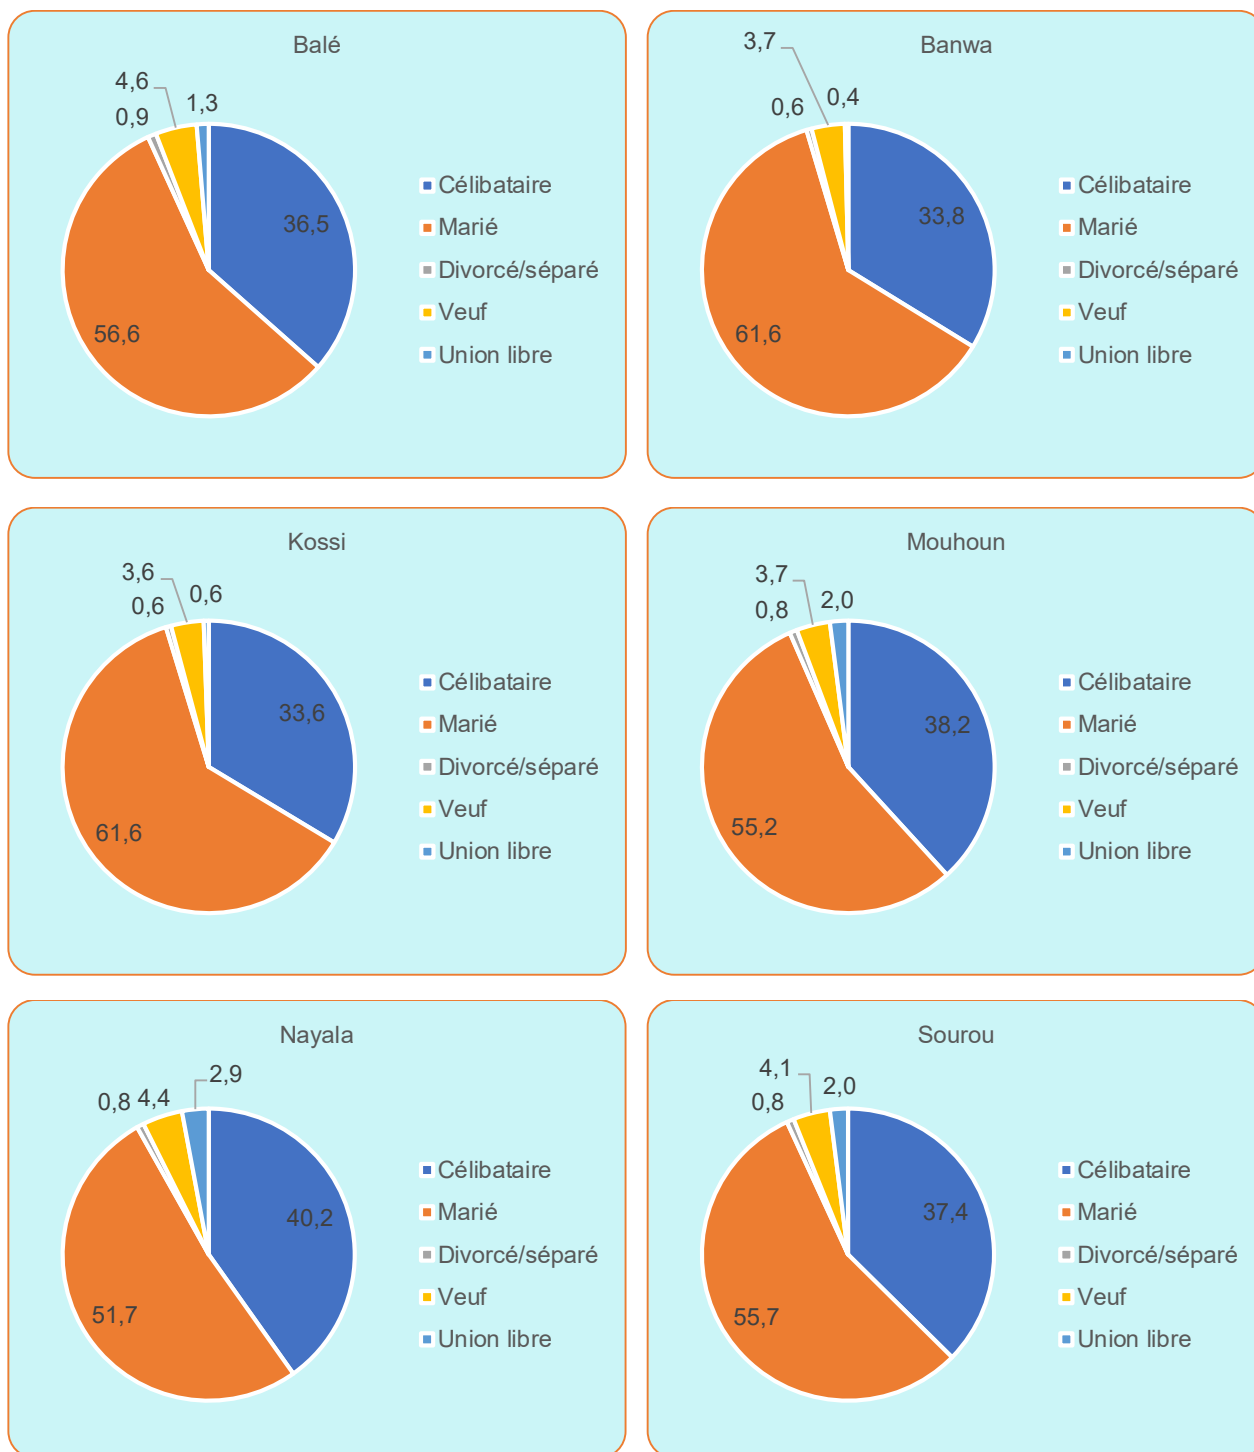 Balé
4,6
0,9
1,3
36,5
56,6
Célibataire
Marié
Divorcé/séparé
Veuf
Union libre
Banwa
3,7
0,6
0,4
33,8
61,6
Célibataire
Marié
Divorcé/séparé
Veuf
Union libre
Kossi
3,6
0,6
0,6
33,6
61,6
Célibataire
Marié
Divorcé/séparé
Veuf
Union libre
Mouhoun
3,7
0,8
2,0
38,2
55,2
Célibataire
Marié
Divorcé/séparé
Veuf
Union libre
Nayala
2,9
0,8
4,4
40,2
51,7
Célibataire
Marié
Divorcé/séparé
Veuf
Union libre
Sourou
4,1
0,8
2,0
37,4
55,7
Célibataire
Marié
Divorcé/séparé
Veuf
Union libre